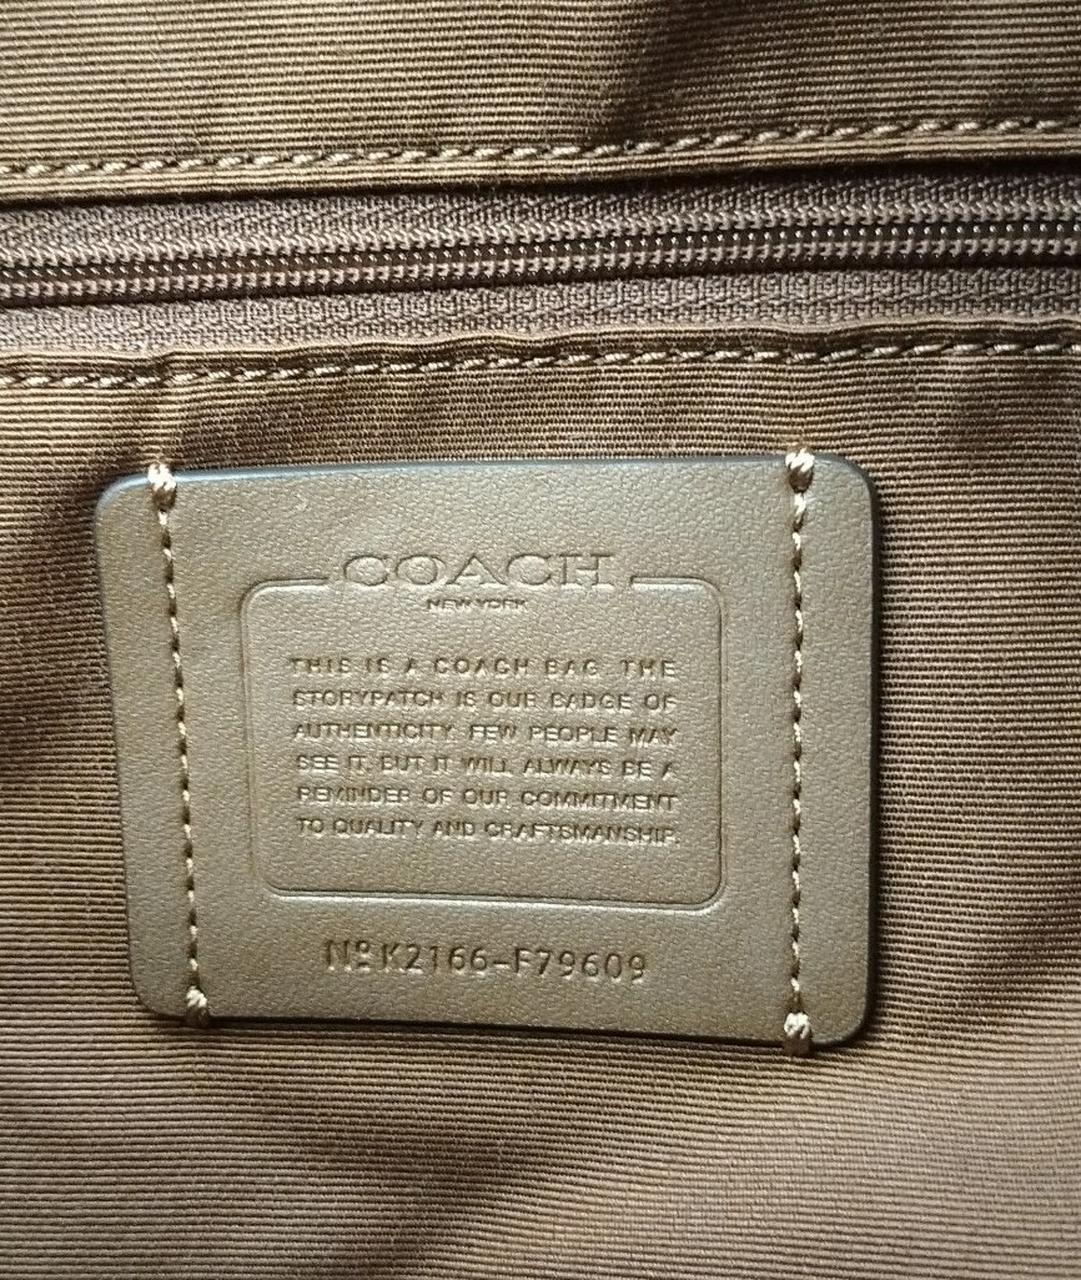 COACH
NEW YORK
THIS IS A COACH BAG. THE
STORYPATCH IS OUR BADGE OF
AUTHENTICITY. FEW PEOPLE MAY
SEE IT, BUT IT WILL ALWAYS BE A
REMINDER OF OUR COMMITMENT
TO QUALITY AND CRAFTSMANSHIP.
Nº K2166-F79609